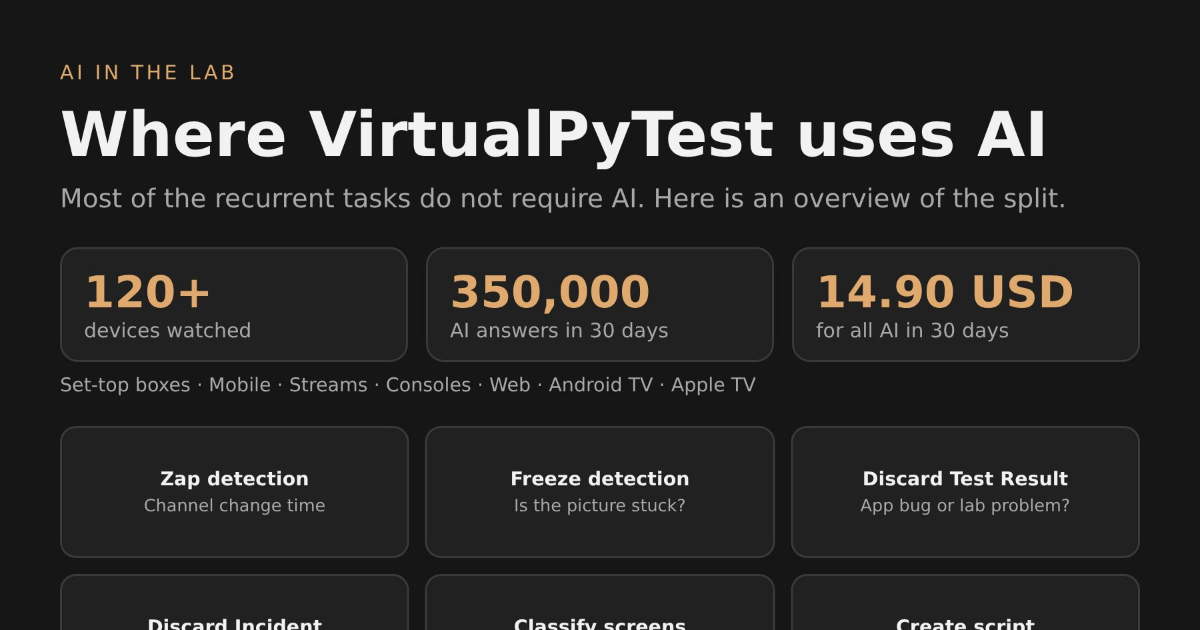 AI IN THE LAB
Where VirtualPyTest uses AI
Most of the recurrent tasks do not require AI. Here is an overview of the split.
120+
devices watched
350,000
AI answers in 30 days
14.90 USD
for all AI in 30 days
Set-top boxes · Mobile · Streams · Consoles · Web · Android TV · Apple TV
Zap detection
Channel change time
Freeze detection
Is the picture stuck?
Discard Test Result
App bug or lab problem?
Discard Incident
Classify screens
Create script